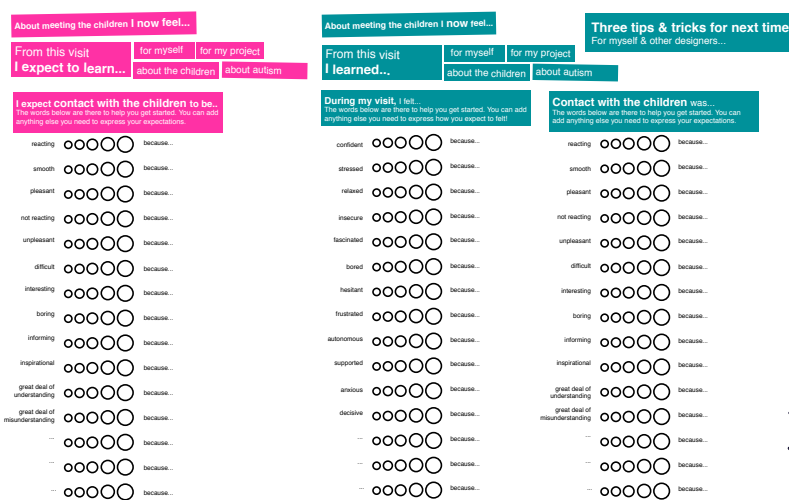 About meeting the children I now feel...
From this visit
I expect to learn...
for myself
for my project
about the children
about autism
I expect contact with the children to be..
The words below are there to help you get started. You can add
anything else you need to express your expectations.
reacting because...
smooth because...
pleasant because...
not reacting because...
unpleasant because...
difficult because...
interesting because...
boring because...
informing because...
inspirational because...
great deal of
understanding because...
great deal of
misunderstanding because...
... because...
... because...
... because...
About meeting the children I now feel...
From this visit
I learned...
for myself
for my project
about the children
about autism
During my visit, I felt...
The words below are there to help you get started. You can add
anything else you need to express how you expect to felt!
confident because...
stressed because...
relaxed because...
insecure because...
fascinated because...
bored because...
hesitant because...
frustrated because...
autonomous because...
supported because...
anxious because...
decisive because...
... because...
... because...
... because...
Three tips & tricks for next time
For myself & other designers...
Contact with the children was...
The words below are there to help you get started. You can
add anything else you need to express your expectations.
reacting because...
smooth because...
pleasant because...
not reacting because...
unpleasant because...
difficult because...
interesting because...
boring because...
informing because...
inspirational because...
great deal of
understanding because...
great deal of
misunderstanding because...
... because...
... because...
... because...